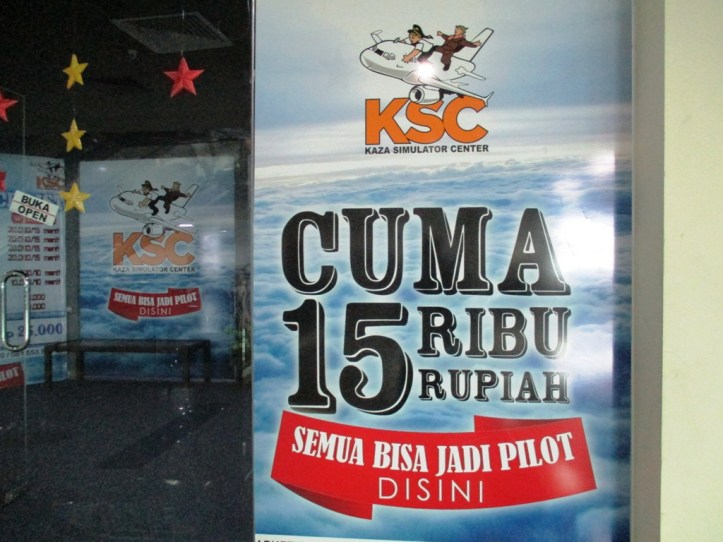 KSC
KAZA SIMULATOR CENTER
CUMA
15 RIBU
RUPIAH
SEMUA BISA JADI PILOT
DISINI
BUKA
OPEN
KSC
KAZA SIMULATOR CENTER
SEMUA BISA JADI PILOT
DISINI